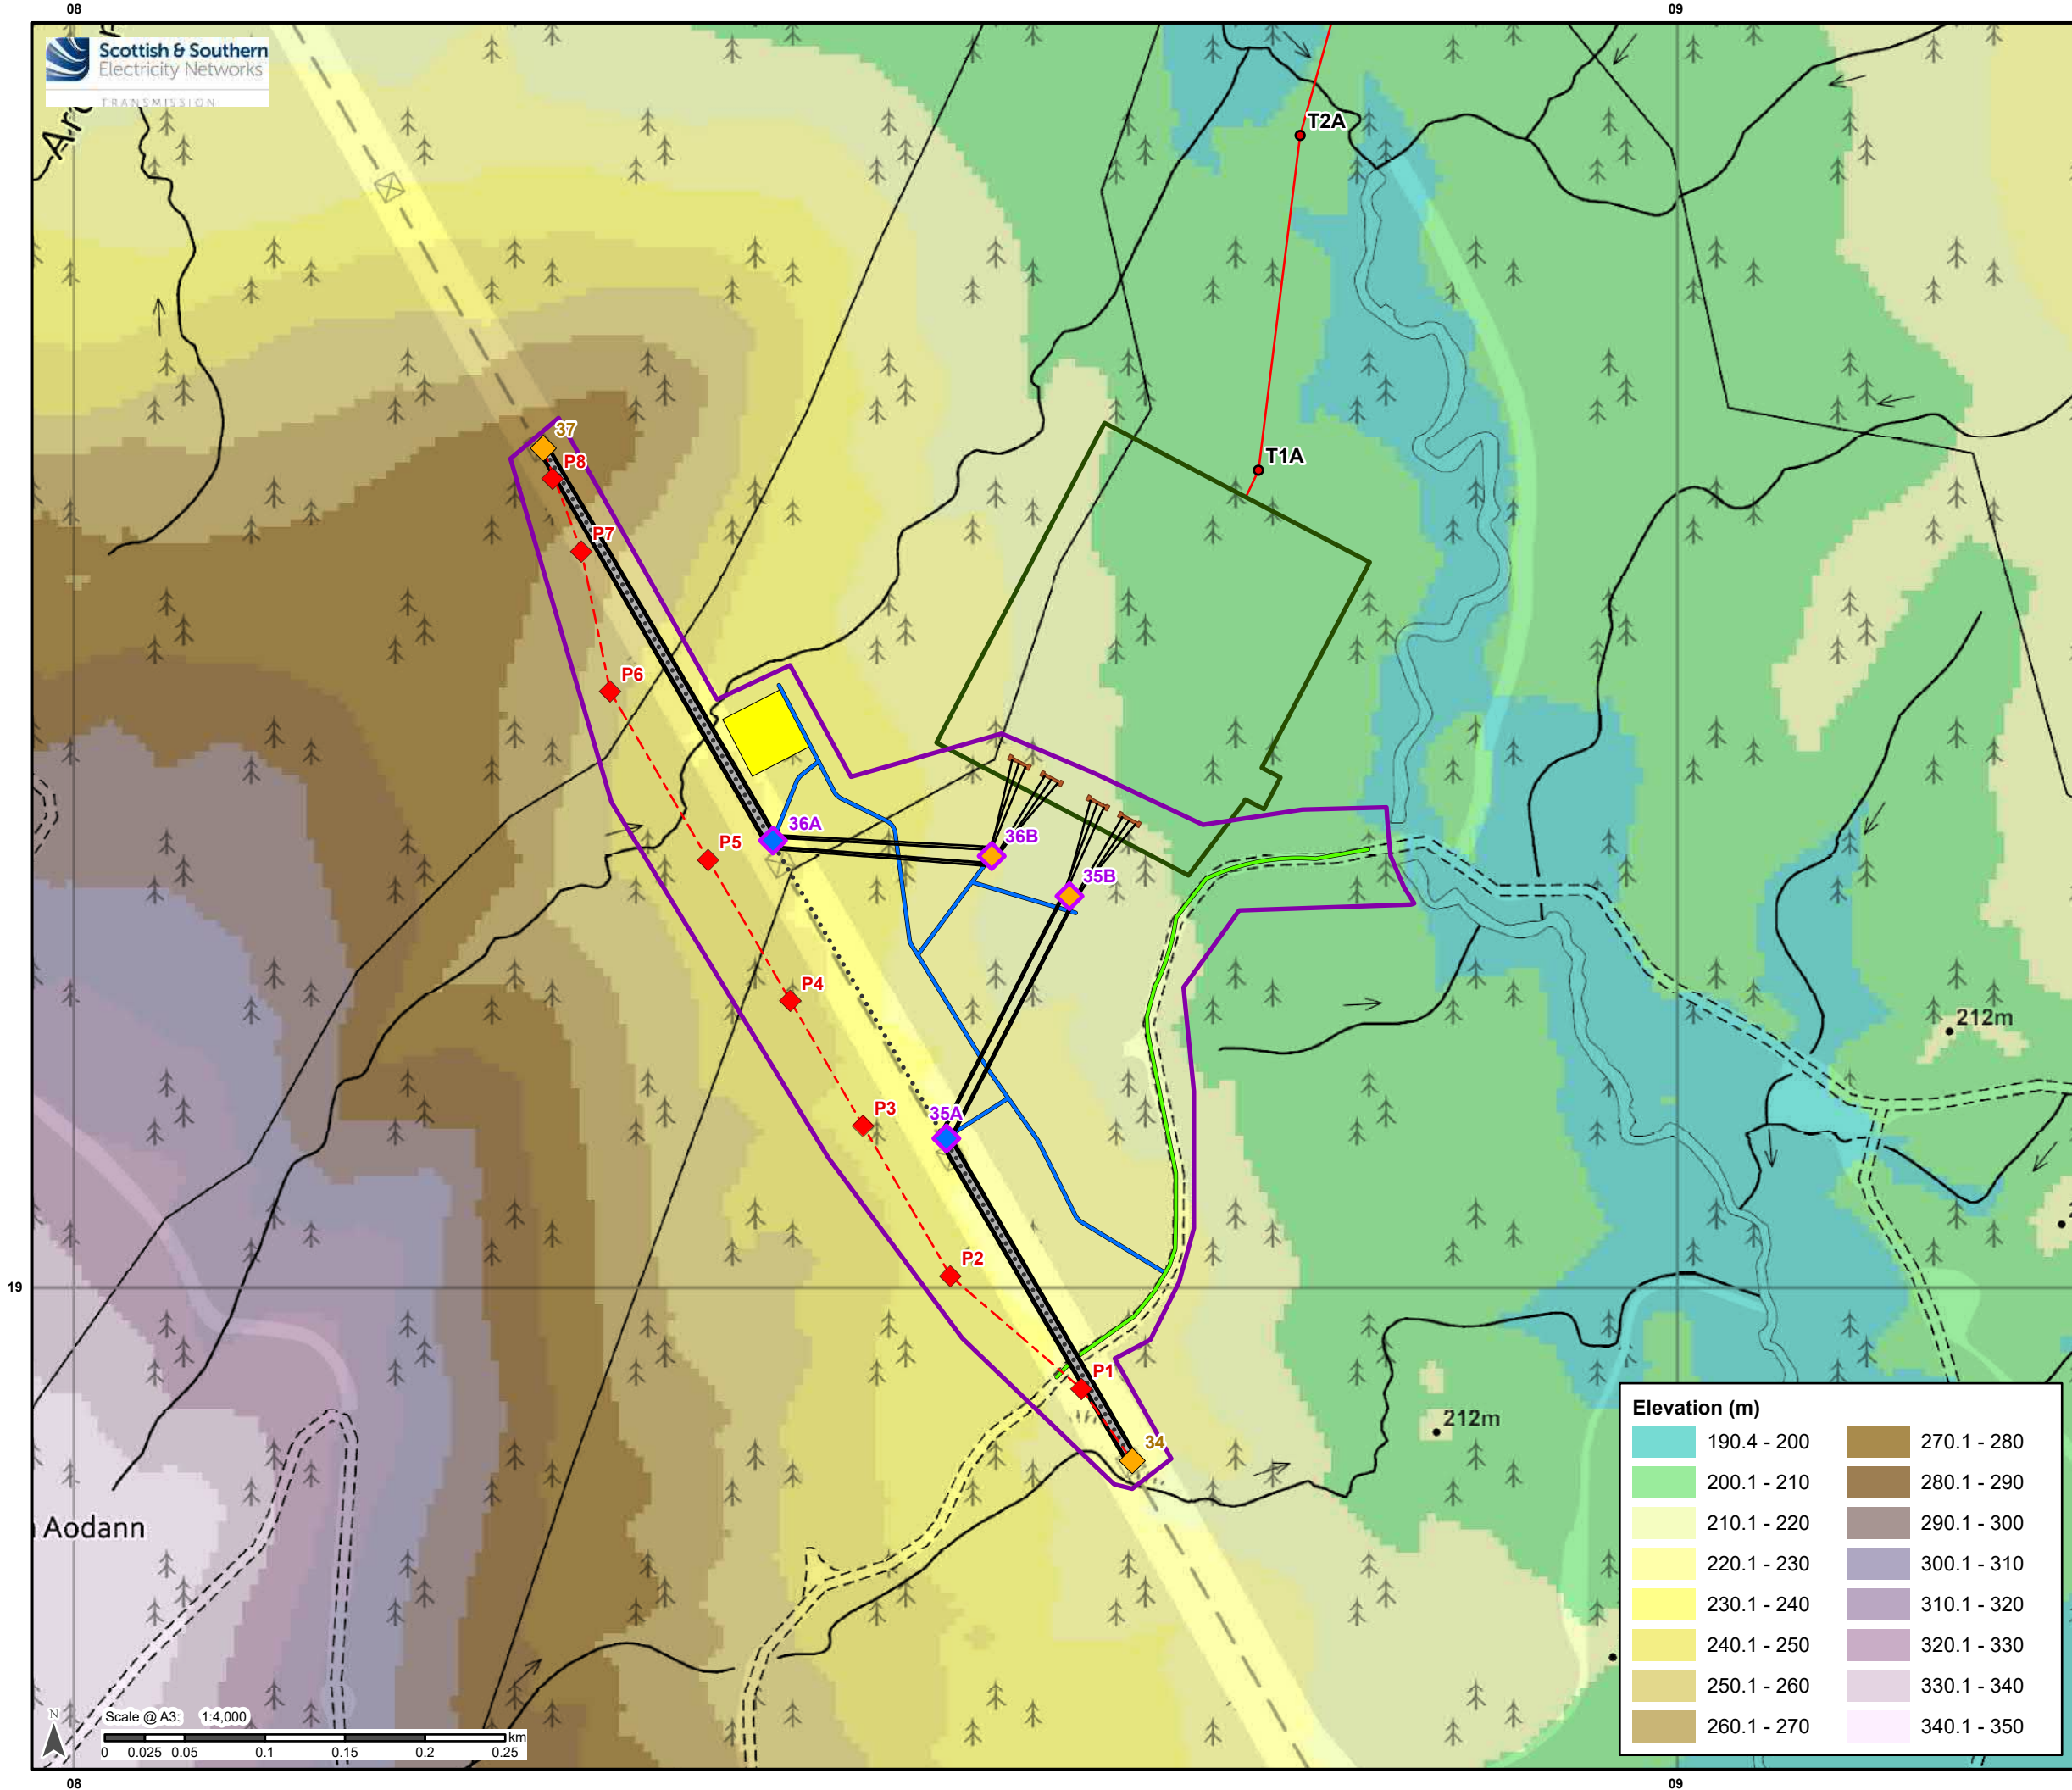 08
09
Scottish & Southern
Electricity Networks
TRANSMISSION
T2A
T1A
37
P8
P7
P6
36A
P5
36B
35B
P4
212m
P3
35A
19
P2
P1
212m
34
Aodann
Elevation (m)
190.4 - 200
270.1 - 280
200.1 - 210
280.1 - 290
210.1 - 220
290.1 - 300
220.1 - 230
300.1 - 310
230.1 - 240
310.1 - 320
240.1 - 250
320.1 - 330
250.1 - 260
330.1 - 340
260.1 - 270
340.1 - 350
N
Scale @ A3: 1:4,000
km
0 0.025 0.05 0.1 0.15 0.2 0.25
08
09